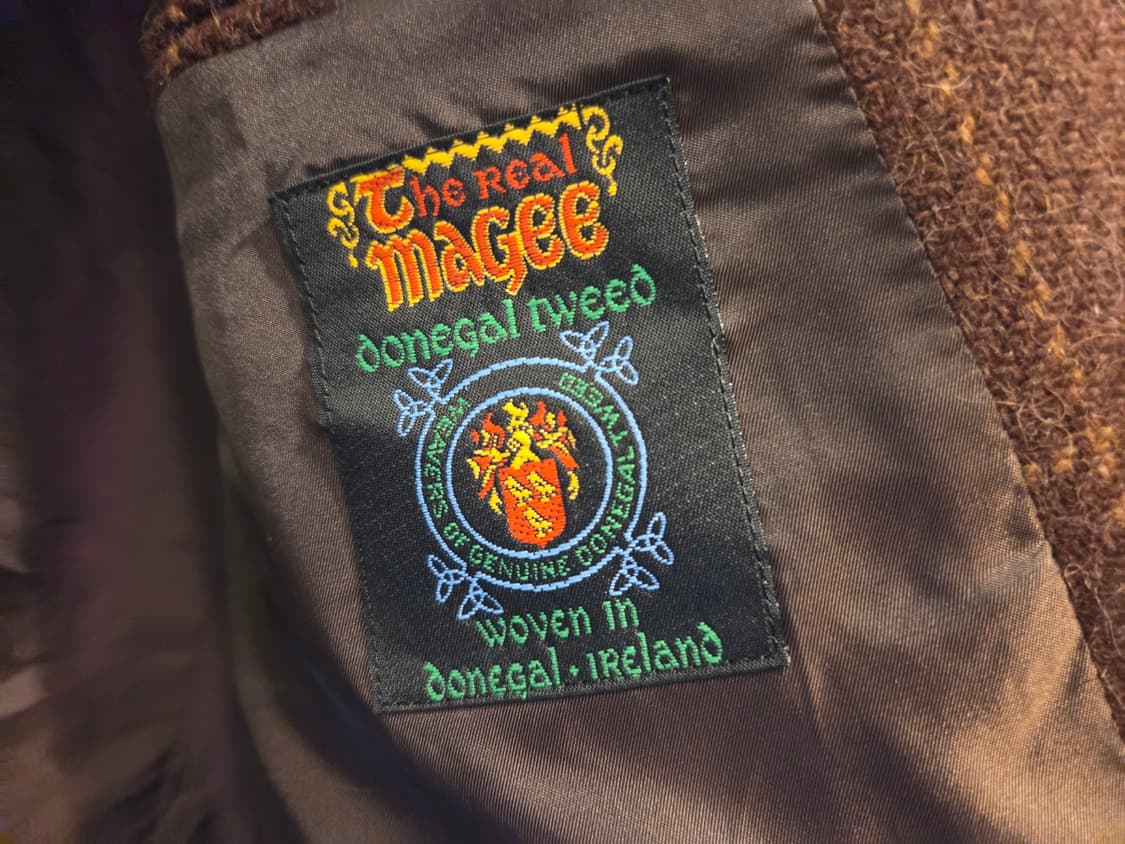 The Real
Magee
donegal tweed
WEAVERS OF GENUINE DONEGAL TWEED
woven in
donegal · ireland